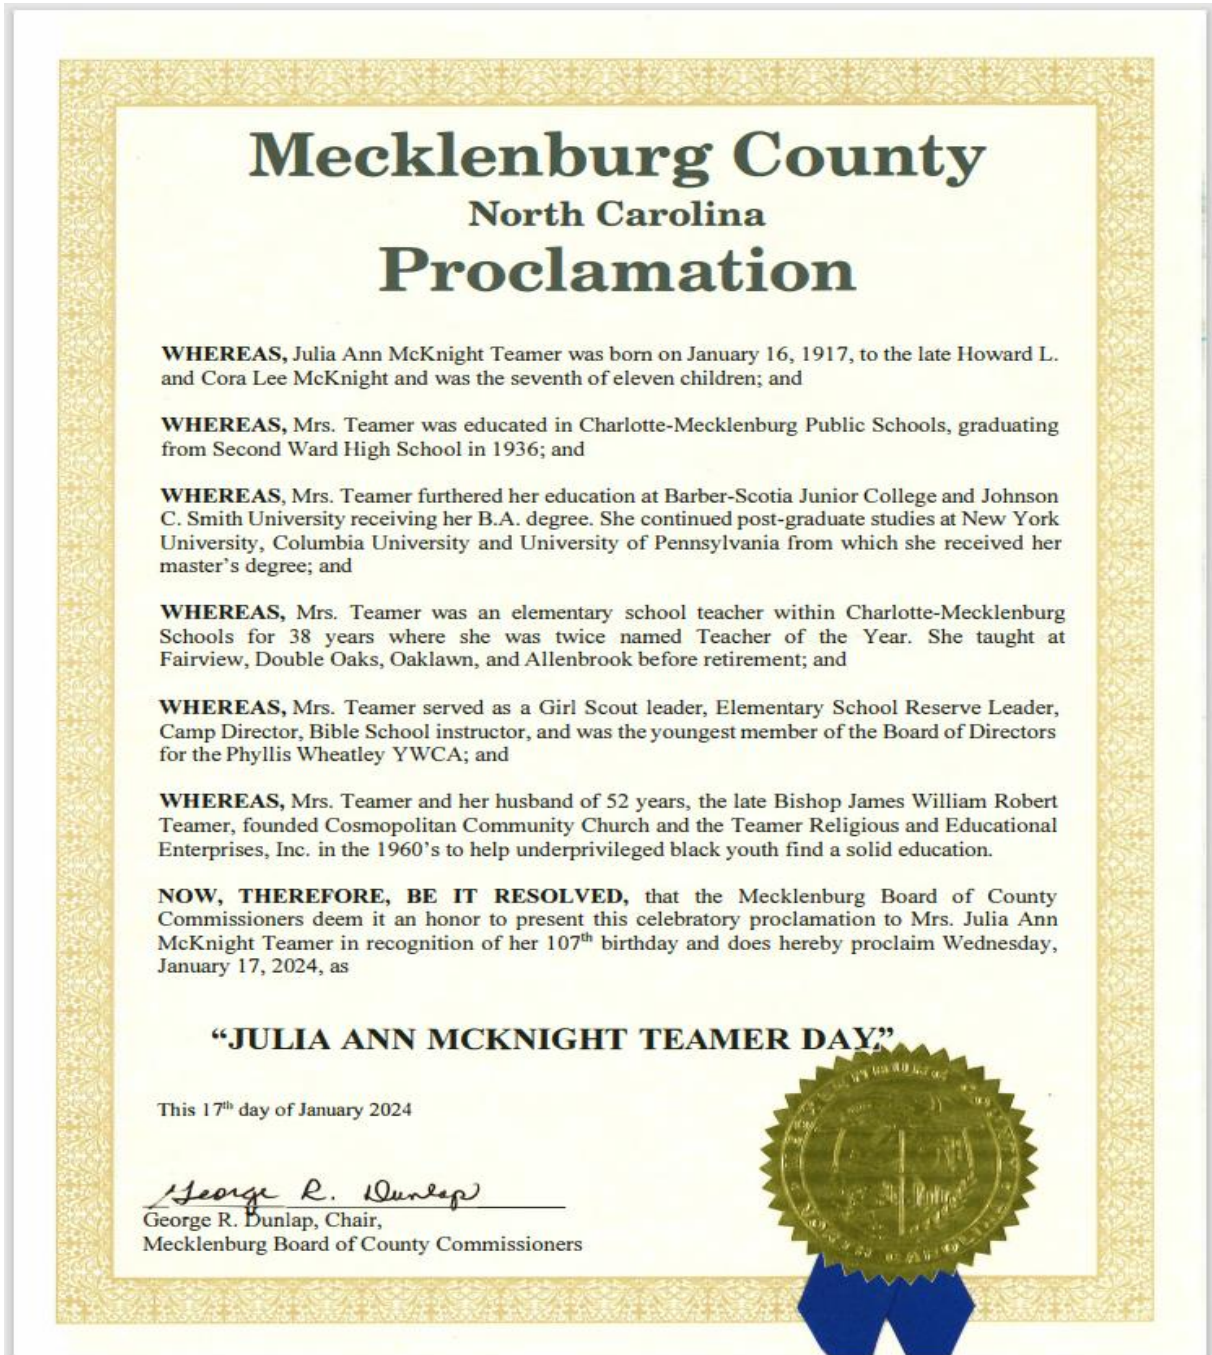 Mecklenburg County
North Carolina
Proclamation
WHEREAS, Julia Ann McKnight Teamer was born on January 16, 1917, to the late Howard L.
and Cora Lee McKnight and was the seventh of eleven children; and
WHEREAS, Mrs. Teamer was educated in Charlotte-Mecklenburg Public Schools, graduating
from Second Ward High School in 1936; and
WHEREAS, Mrs. Teamer furthered her education at Barber-Scotia Junior College and Johnson
C. Smith University receiving her B.A. degree. She continued post-graduate studies at New York
University, Columbia University and University of Pennsylvania from which she received her
master's degree; and
WHEREAS, Mrs. Teamer was an elementary school teacher within Charlotte-Mecklenburg
Schools for 38 years where she was twice named Teacher of the Year. She taught at
Fairview, Double Oaks, Oaklawn, and Allenbrook before retirement; and
WHEREAS, Mrs. Teamer served as a Girl Scout leader, Elementary School Reserve Leader,
Camp Director, Bible School instructor, and was the youngest member of the Board of Directors
for the Phyllis Wheatley YWCA; and
WHEREAS, Mrs. Teamer and her husband of 52 years, the late Bishop James William Robert
Teamer, founded Cosmopolitan Community Church and the Teamer Religious and Educational
Enterprises, Inc. in the 1960's to help underprivileged black youth find a solid education.
NOW, THEREFORE, BE IT RESOLVED, that the Mecklenburg Board of County
Commissioners deem it an honor to present this celebratory proclamation to Mrs. Julia Ann
McKnight Teamer in recognition of her 107th birthday and does hereby proclaim Wednesday,
January 17, 2024, as
“JULIA ANN MCKNIGHT TEAMER DAY”
This 17th day of January 2024
George R. Dunlap
George R. Dunlap, Chair,
Mecklenburg Board of County Commissioners
MECKLENBURG COUNTY
NORTH CAROLINA